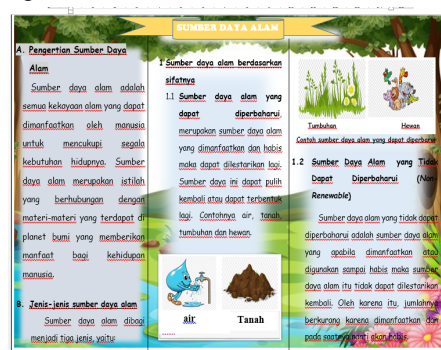 SUMBER DAYA ALAM
A. Pengertian Sumber Daya
Alam
Sumber daya alam adalah
semua kekayaan alam yang dapat
dimanfaatkan oleh manusia
untuk mencukupi segala
kebutuhan hidupnya. Sumber
daya alam merupakan istilah
yang berhubungan dengan
materi-materi yang terdapat di
planet bumi yang memberikan
manfaat bagi kehidupan
manusia.
B. Jenis-jenis sumber daya alam
Sumber daya alam dibagi
menjadi tiga jenis, yaitu:
1 Sumber daya alam berdasarkan
sifatnya
1.1 Sumber daya alam yang
dapat diperbaharui,
merupakan sumber daya alam
yang dimanfaatkan dan habis
maka dapat dilestarikan lagi.
Sumber daya ini dapat pulih
kembali atau dapat terbentuk
lagi. Contohnya air, tanah,
tumbuhan dan hewan.
air
Tanah
Tumbuhan
Hewan
Contoh sumber daya alam yang dapat diperbarui
1.2 Sumber Daya Alam yang Tidak
Dapat Diperbaharui (Non-
Renewable)
Sumber daya alam yang tidak dapat
diperbaharui adalah sumber daya alam
yang apabila dimanfaatkan atau
digunakan sampai habis maka sumber
daya alam itu tidak dapat dilestarikan
kembali. Oleh karena itu, jumlahnya
berkurang karena dimanfaatkan dan
pada saatnya nanti akan habis.